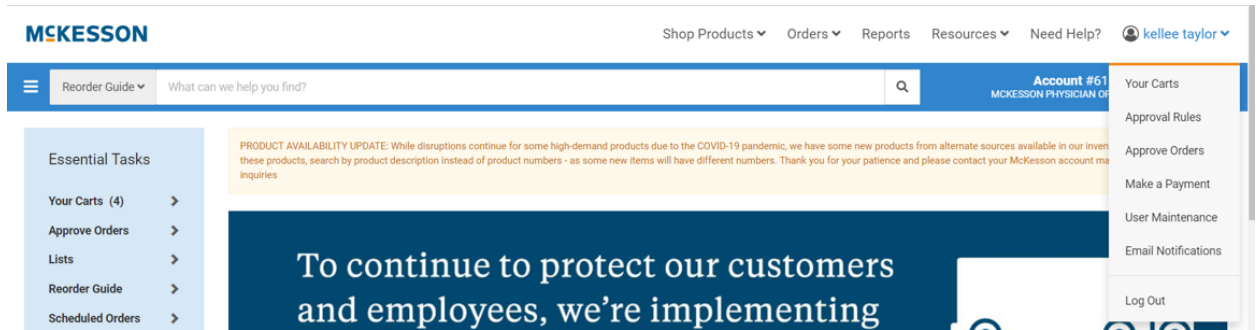 MCKESSON
Shop Products
Orders
Reports
Resources
Need Help?
kellee taylor
Reorder Guide
What can we help you find?
Account #61
MCKESSON PHYSICIAN OF
Your Carts
Approval Rules
Approve Orders
Make a Payment
User Maintenance
Email Notifications
Log Out
Essential Tasks
Your Carts (4)
Approve Orders
Lists
Reorder Guide
Scheduled Orders
PRODUCT AVAILABILITY UPDATE: While disruptions continue for some high-demand products due to the COVID-19 pandemic, we have some new products from alternate sources available in our inven
these products, search by product description instead of product numbers - as some new items will have different numbers. Thank you for your patience and please contact your McKesson account ma
inquiries
To continue to protect our customers
and employees, we're implementing